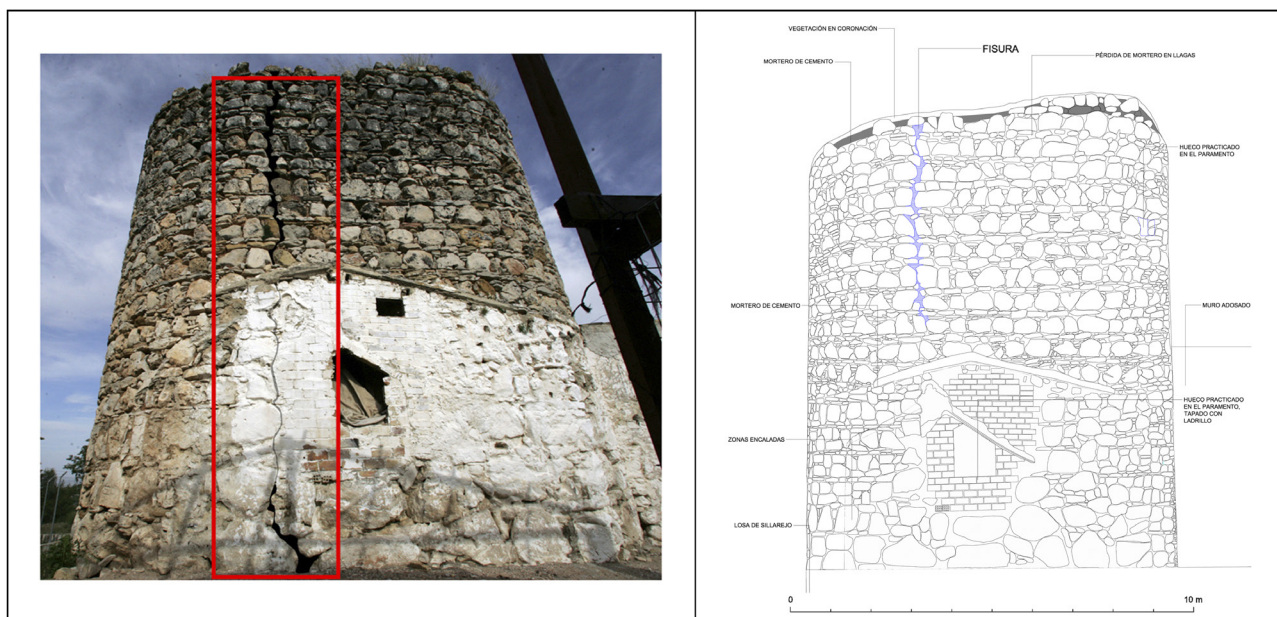 VEGETACIÓN EN CORONACIÓN
FISURA
PÉRDIDA DE MORTERO EN LLAGAS
MORTERO DE CEMENTO
HUECO PRACTICADO
EN EL PARAMENTO
MORTERO DE CEMENTO
MURO ADOSADO
HUECO PRACTICADO
EN EL PARAMENTO,
TAPADO CON
LADRILLO
ZONAS ENCALADAS
LOSA DE SILLAREJO
0
10 m